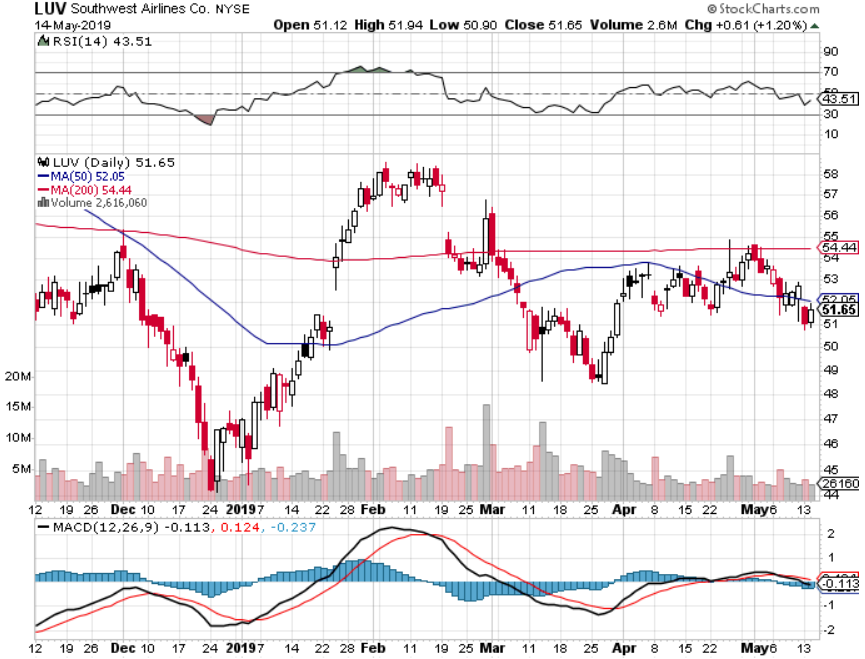 LUV Southwest Airlines Co. NYSE © StockCharts.com
14-May-2019 Open 51.12 High 51.94 Low 50.90 Close 51.65 Volume 2.6M Chg +0.61 (+1.20%)
RSI(14) 43.51
90
70
43.51
30
10
LUV (Daily) 51.65
MA(50) 52.05
MA(200) 54.44
Volume 2,616,060
58
57
56
55
54.44
54
53
52.05
51.65
51
50
49
48
47
46
45
44
20M
15M
10M
5M
12 19 26 Dec 10 17 24 2019 7 14 22 28 Feb 11 19 25 Mar 11 18 25 Apr 8 15 22 May 6 13
MACD(12,26,9) -0.113, 0.124, -0.237
2
1
-0.113
-1
-2
12 19 26 Dec 10 17 24 2019 7 14 22 28 Feb 11 19 25 Mar 11 18 25 Apr 8 15 22 May 6 13